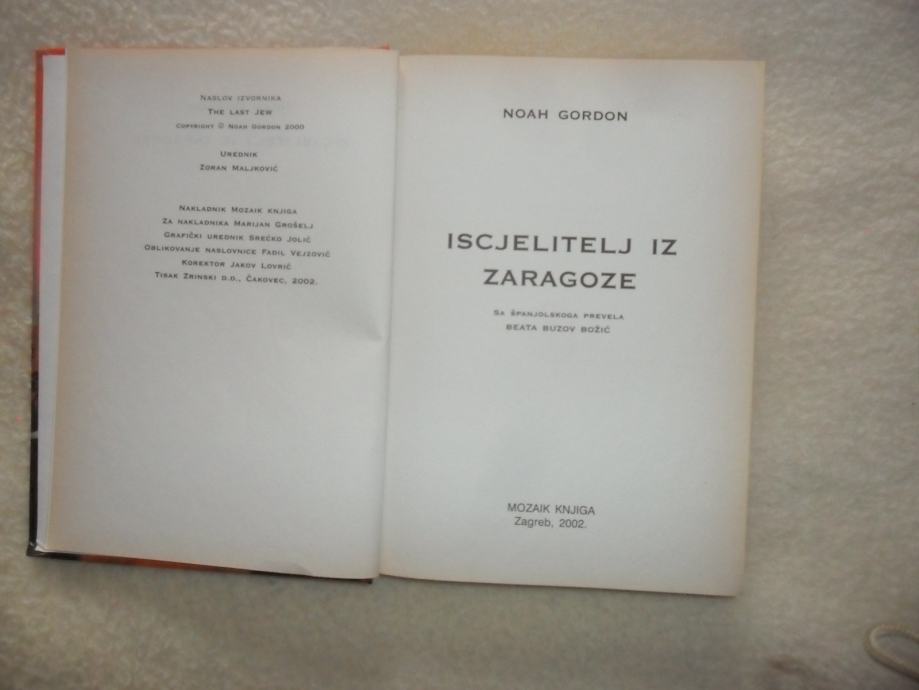 NASLOV IZVORNIKA
THE LAST JEW
COPYRIGHT © NOAH GORDON 2000
UREDNIK
ZORAN MALJKOVIĆ
NAKLADNIK MOZAIK KNJIGA
ZA NAKLADNIKA MARIJAN GROŠELJ
GRAFIČKI UREDNIK SREĆKO JOLIĆ
OBLIKOVANJE NASLOVNICE FADIL VEJZOVIĆ
KOREKTOR JAKOV LOVRIĆ
TISAK ZRINSKI D.D., ČAKOVEC, 2002.
NOAH GORDON
ISCJELITELJ IZ
ZARAGOZE
SA ŠPANJOLSKOGA PREVELA
BEATA BUZOV BOŽIĆ
MOZAIK KNJIGA
Zagreb, 2002.